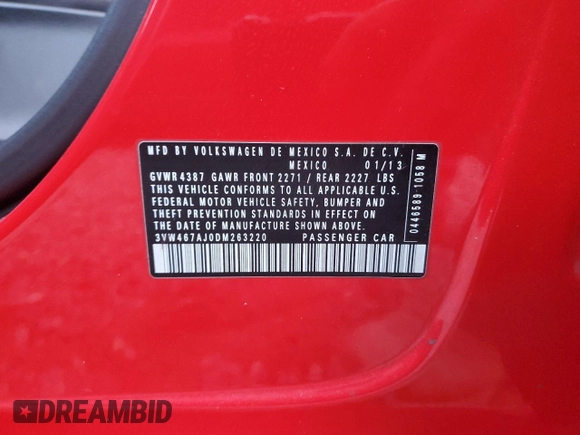 MFD BY VOLKSWAGEN DE MEXICO S.A. DE C.V.
MEXICO 01/13
GVWR 4387 GAWR FRONT 2271 / REAR 2227 LBS
THIS VEHICLE CONFORMS TO ALL APPLICABLE U.S.
FEDERAL MOTOR VEHICLE SAFETY, BUMPER AND
THEFT PREVENTION STANDARDS IN EFFECT ON
THE DATE OF MANUFACTURE SHOWN ABOVE.
3VW467AJ0DM263220 PASSENGER CAR
0446589 1058 M
DREAMBID